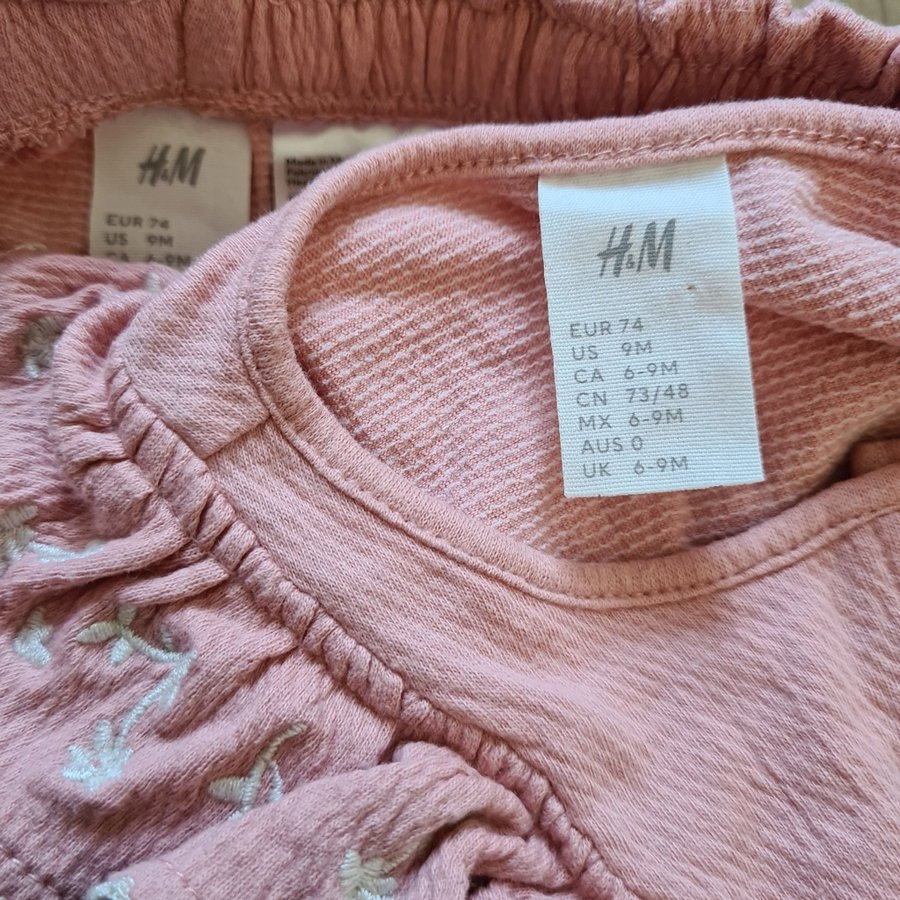 H&M
EUR 74
US 9M
CA 6-9M
H&M
EUR 74
US 9M
CA 6-9M
CN 73/48
MX 6-9M
AUS 0
UK 6-9M